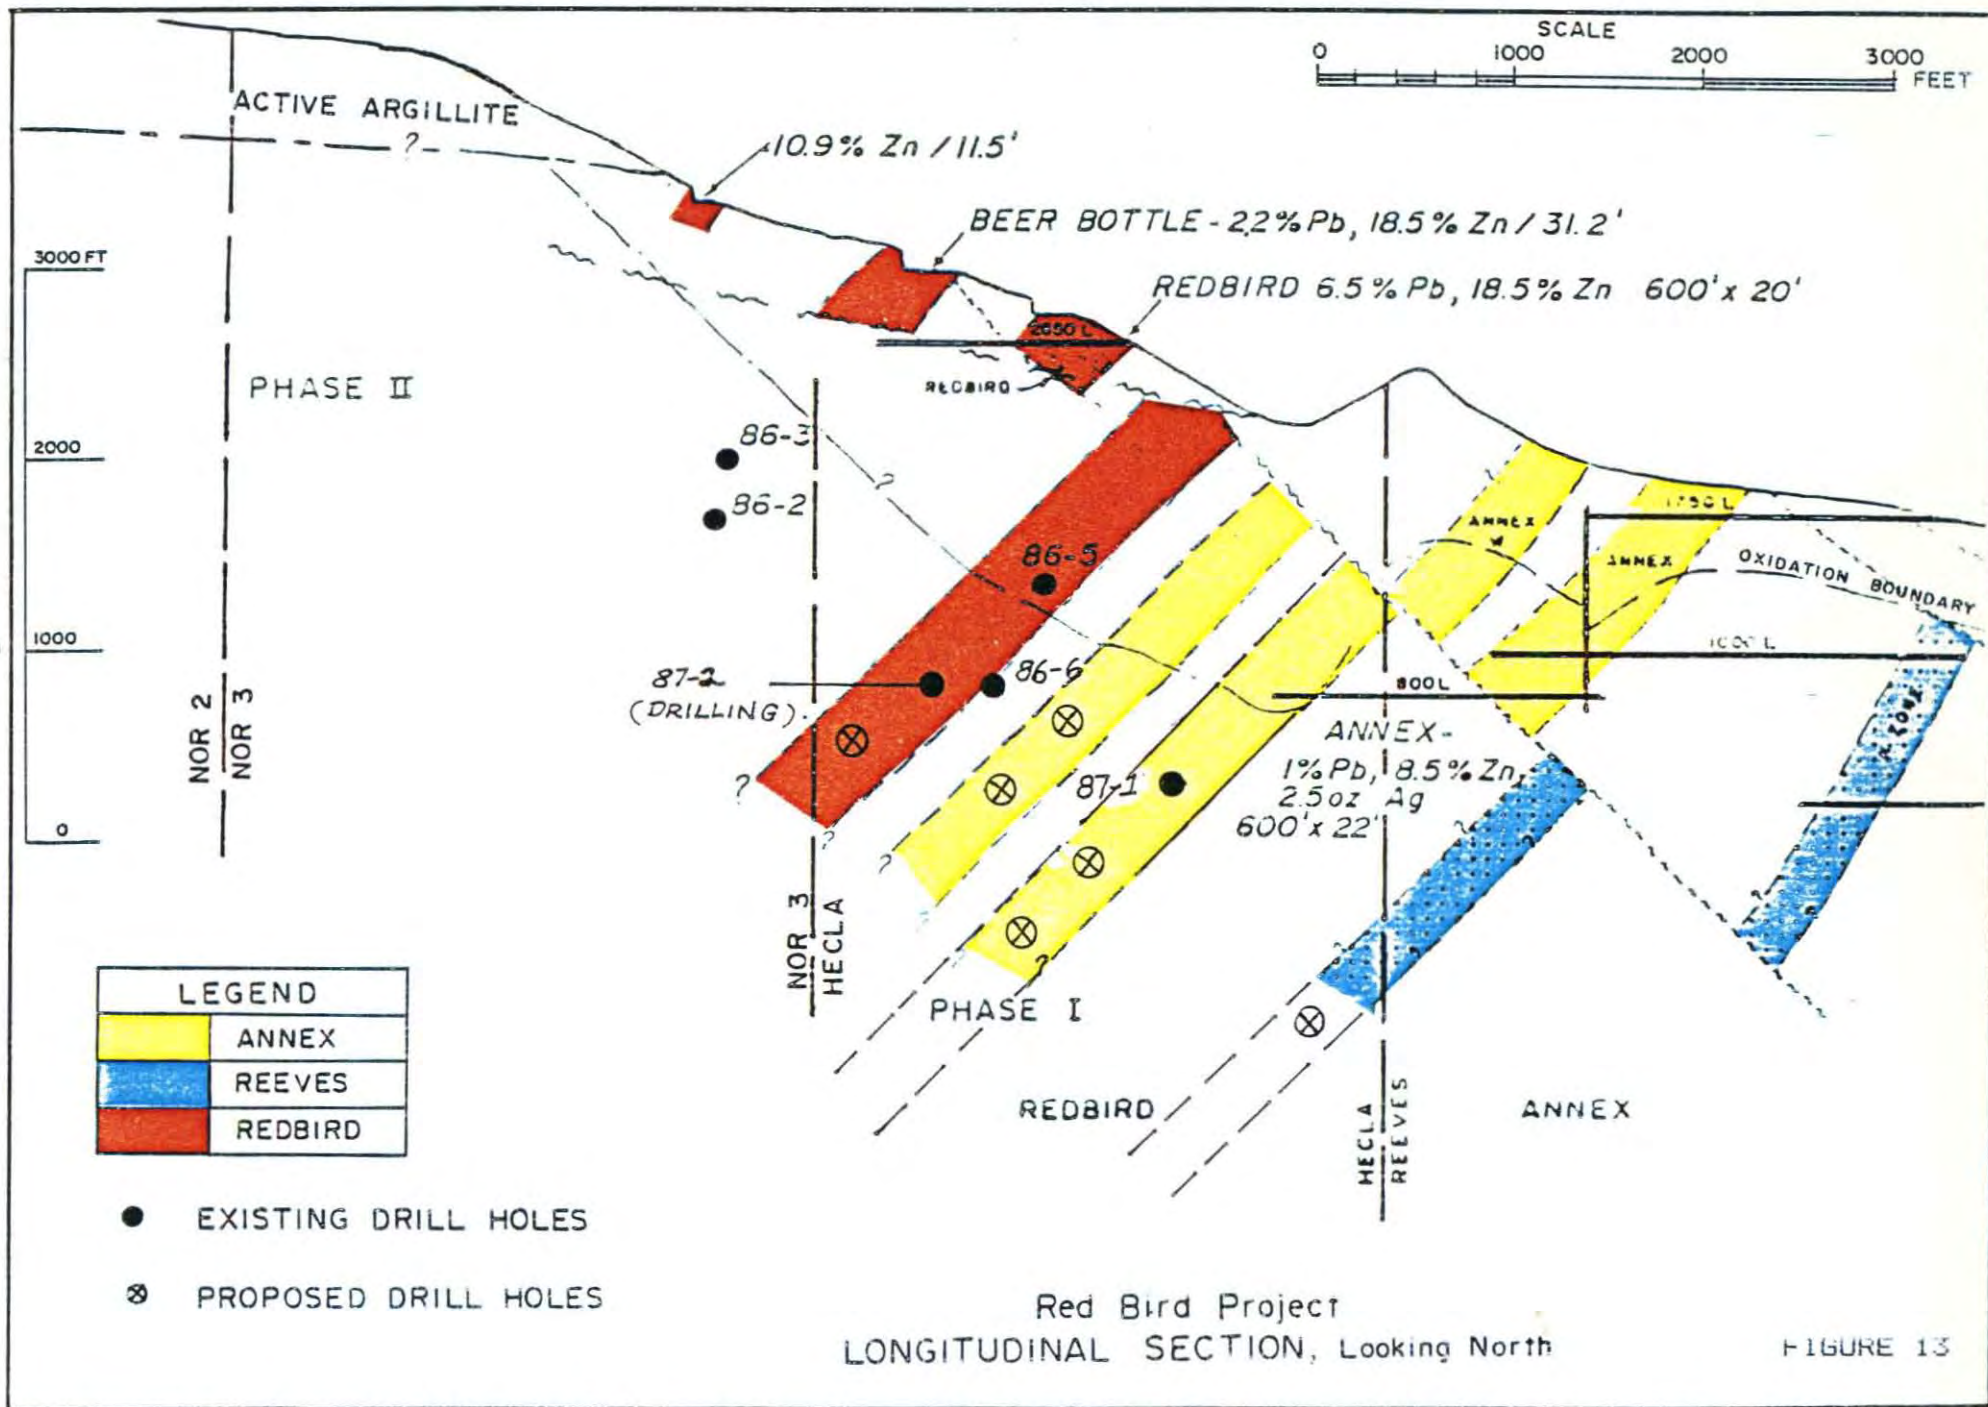 SCALE
0 1000 2000 3000
FEET
ACTIVE ARGILLITE
?
10.9% Zn / 11.5'
BEER BOTTLE - 2.2% Pb, 18.5% Zn / 31.2'
REDBIRD 6.5% Pb, 18.5% Zn 600' x 20'
3000 FT
2650 L
REDBIRD
PHASE II
2000
86-3
86-2
?
86-5
ANNEX
1750 L
ANNEX
OXIDATION BOUNDARY
1000
1000 L
87-2
(DRILLING)
86-6
800 L
ANNEX-
1% Pb, 8.5% Zn,
2.5oz Ag
600' x 22'
87-1
ZONE
NOR 2
NOR 3
0
?
?
?
?
NOR 3
HECLA
PHASE I
LEGEND
ANNEX
REEVES
REDBIRD
REDBIRD
HECLA
REEVES
ANNEX
EXISTING DRILL HOLES
PROPOSED DRILL HOLES
Red Bird Project
LONGITUDINAL SECTION, Looking North
FIGURE 13